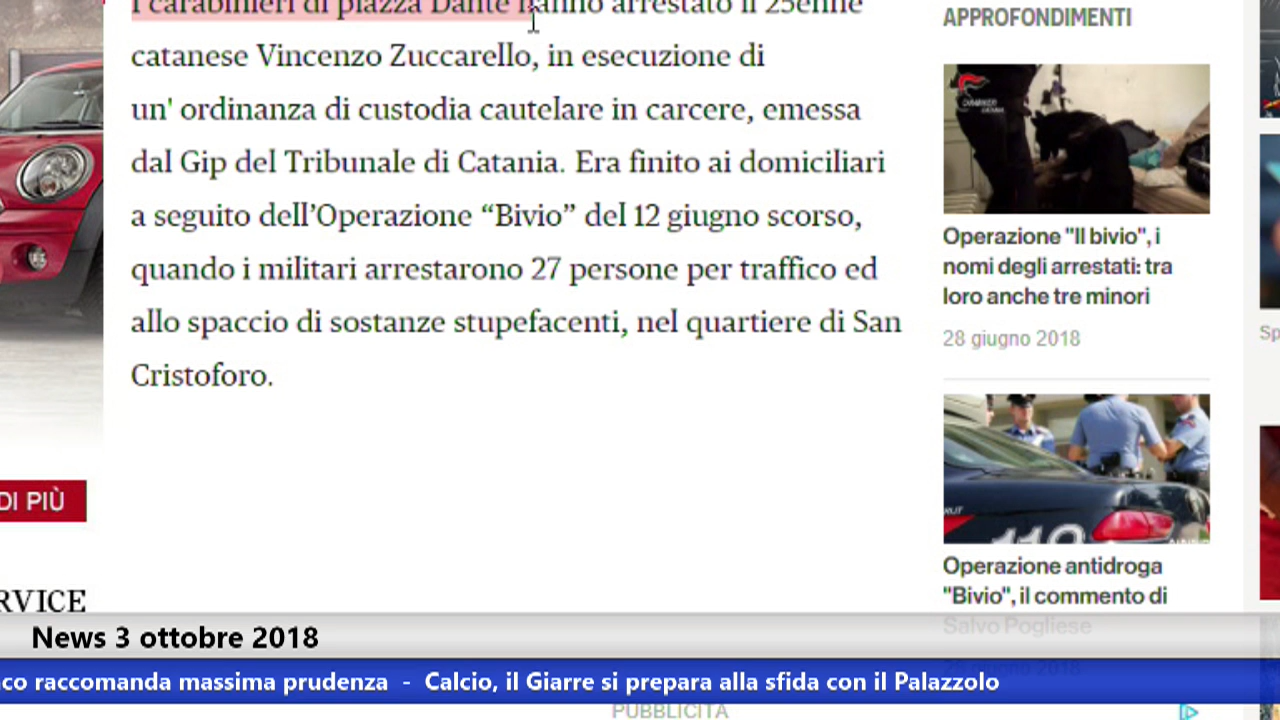 I carabinieri di piazza Dante hanno arrestato il 25enne
catanese Vincenzo Zuccarello, in esecuzione di
un' ordinanza di custodia cautelare in carcere, emessa
dal Gip del Tribunale di Catania. Era finito ai domiciliari
a seguito dell’Operazione “Bivio” del 12 giugno scorso,
quando i militari arrestarono 27 persone per traffico ed
allo spaccio di sostanze stupefacenti, nel quartiere di San
Cristoforo.
APPROFONDIMENTI
Operazione "Il bivio", i
nomi degli arrestati: tra
loro anche tre minori
28 giugno 2018
112
Operazione antidroga
"Bivio", il commento di
Salvo Pogliese
DI PIÙ
RVICE
Sp
News 3 ottobre 2018
co raccomanda massima prudenza - Calcio, il Giarre si prepara alla sfida con il Palazzolo
PUBBLICITÀ